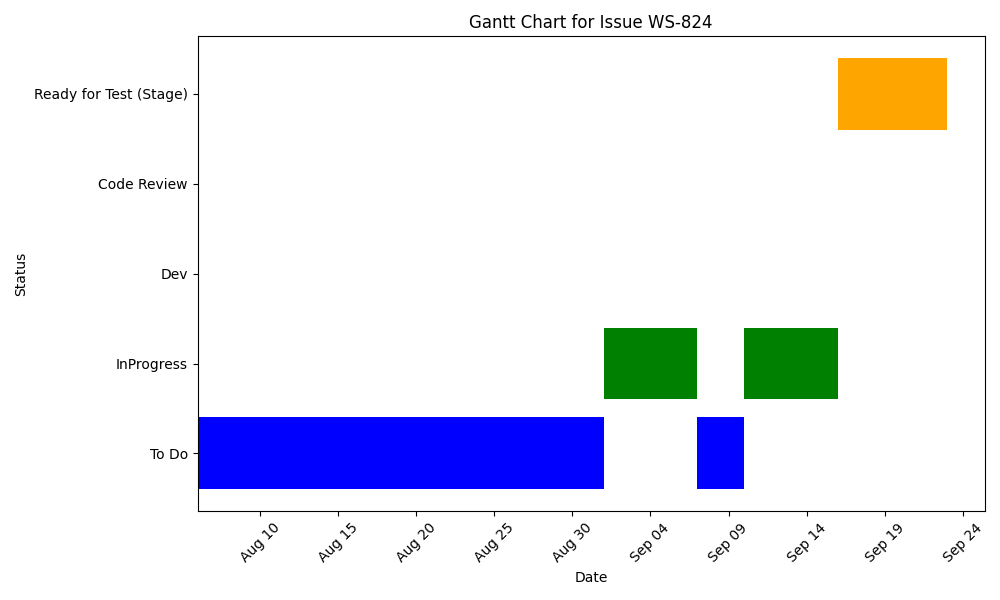 Gantt Chart for Issue WS-824
Ready for Test (Stage)
Code Review
Dev
InProgress
To Do
Status
Aug 10
Aug 15
Aug 20
Aug 25
Aug 30
Sep 04
Sep 09
Sep 14
Sep 19
Sep 24
Date